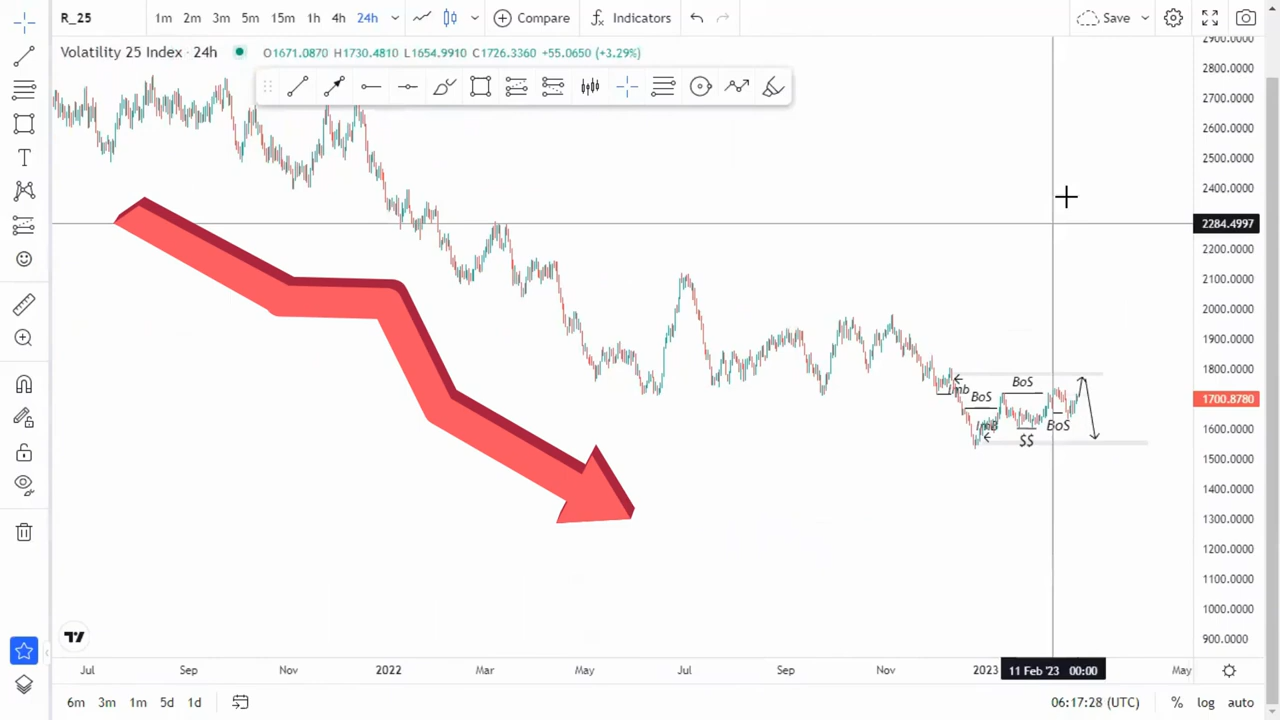 R_25 1m 2m 3m 5m 15m 1h 4h 24h Compare Indicators Save
Volatility 25 Index · 24h O1671.0870 H1730.4810 L1654.9910 C1726.3360 +55.0650 (+3.29%)
2900.0000
2800.0000
2700.0000
2600.0000
2500.0000
2400.0000
2284.4997
2200.0000
2100.0000
2000.0000
1900.0000
1800.0000
1700.8780
1600.0000
1500.0000
1400.0000
1300.0000
1200.0000
1100.0000
1000.0000
900.0000
BoS
Imb
BoS
ImB
BoS
$$
Jul Sep Nov 2022 Mar May Jul Sep Nov 2023 11 Feb '23 00:00 May
6m 3m 1m 5d 1d 06:17:28 (UTC) % log auto